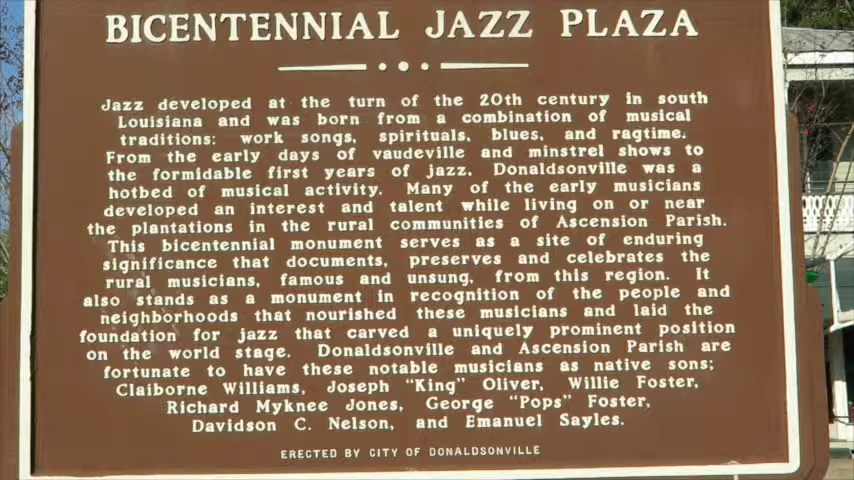 BICENTENNIAL JAZZ PLAZA
Jazz developed at the turn of the 20th century in south
Louisiana and was born from a combination of musical
traditions: work songs, spirituals, blues, and ragtime.
From the early days of vaudeville and minstrel shows to
the formidable first years of jazz. Donaldsonville was a
hotbed of musical activity. Many of the early musicians
developed an interest and talent while living on or near
the plantations in the rural communities of Ascension Parish.
This bicentennial monument serves as a site of enduring
significance that documents, preserves and celebrates the
rural musicians, famous and unsung, from this region. It
also stands as a monument in recognition of the people and
neighborhoods that nourished these musicians and laid the
foundation for jazz that carved a uniquely prominent position
on the world stage. Donaldsonville and Ascension Parish are
fortunate to have these notable musicians as native sons;
Claiborne Williams, Joseph "King" Oliver, Willie Foster,
Richard Myknee Jones, George "Pops" Foster,
Davidson C. Nelson, and Emanuel Sayles.
ERECTED BY CITY OF DONALDSONVILLE